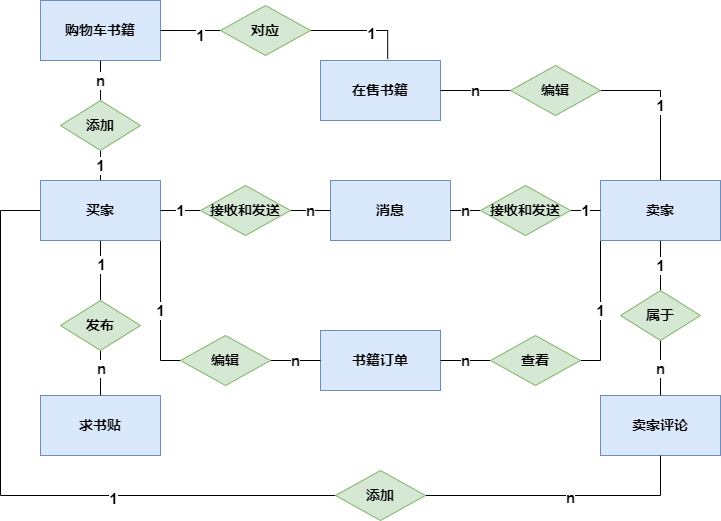 购物车书籍
1
对应
1
在售书籍
n
编辑
1
n
添加
1
买家
1
接收和发送
n
消息
n
接收和发送
1
卖家
1
发布
n
求书贴
1
编辑
n
书籍订单
n
查看
1
1
属于
n
卖家评论
1
添加
n